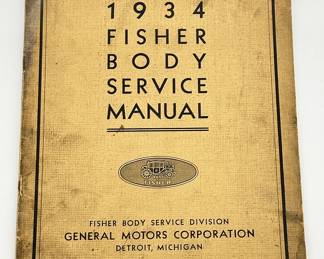 1934
FISHER
BODY
SERVICE
MANUAL
FISHER
FISHER BODY SERVICE DIVISION
GENERAL MOTORS CORPORATION
DETROIT, MICHIGAN